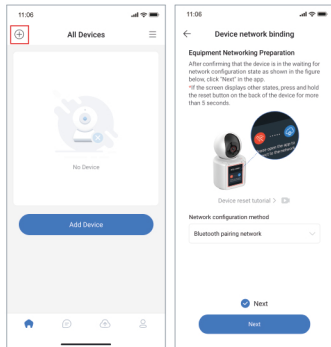 11:06
All Devices
No Device
Add Device
11:06
Device network binding
Equipment Networking Preparation
After confirming that the device is in the waiting for
network configuration state as shown in the figure
below, click "Next" in the app.
*If the screen displays other states, press and hold
the reset button on the back of the device for more
than 5 seconds.
Device reset tutorial >
Network configuration method
Bluetooth pairing network
Next
Next